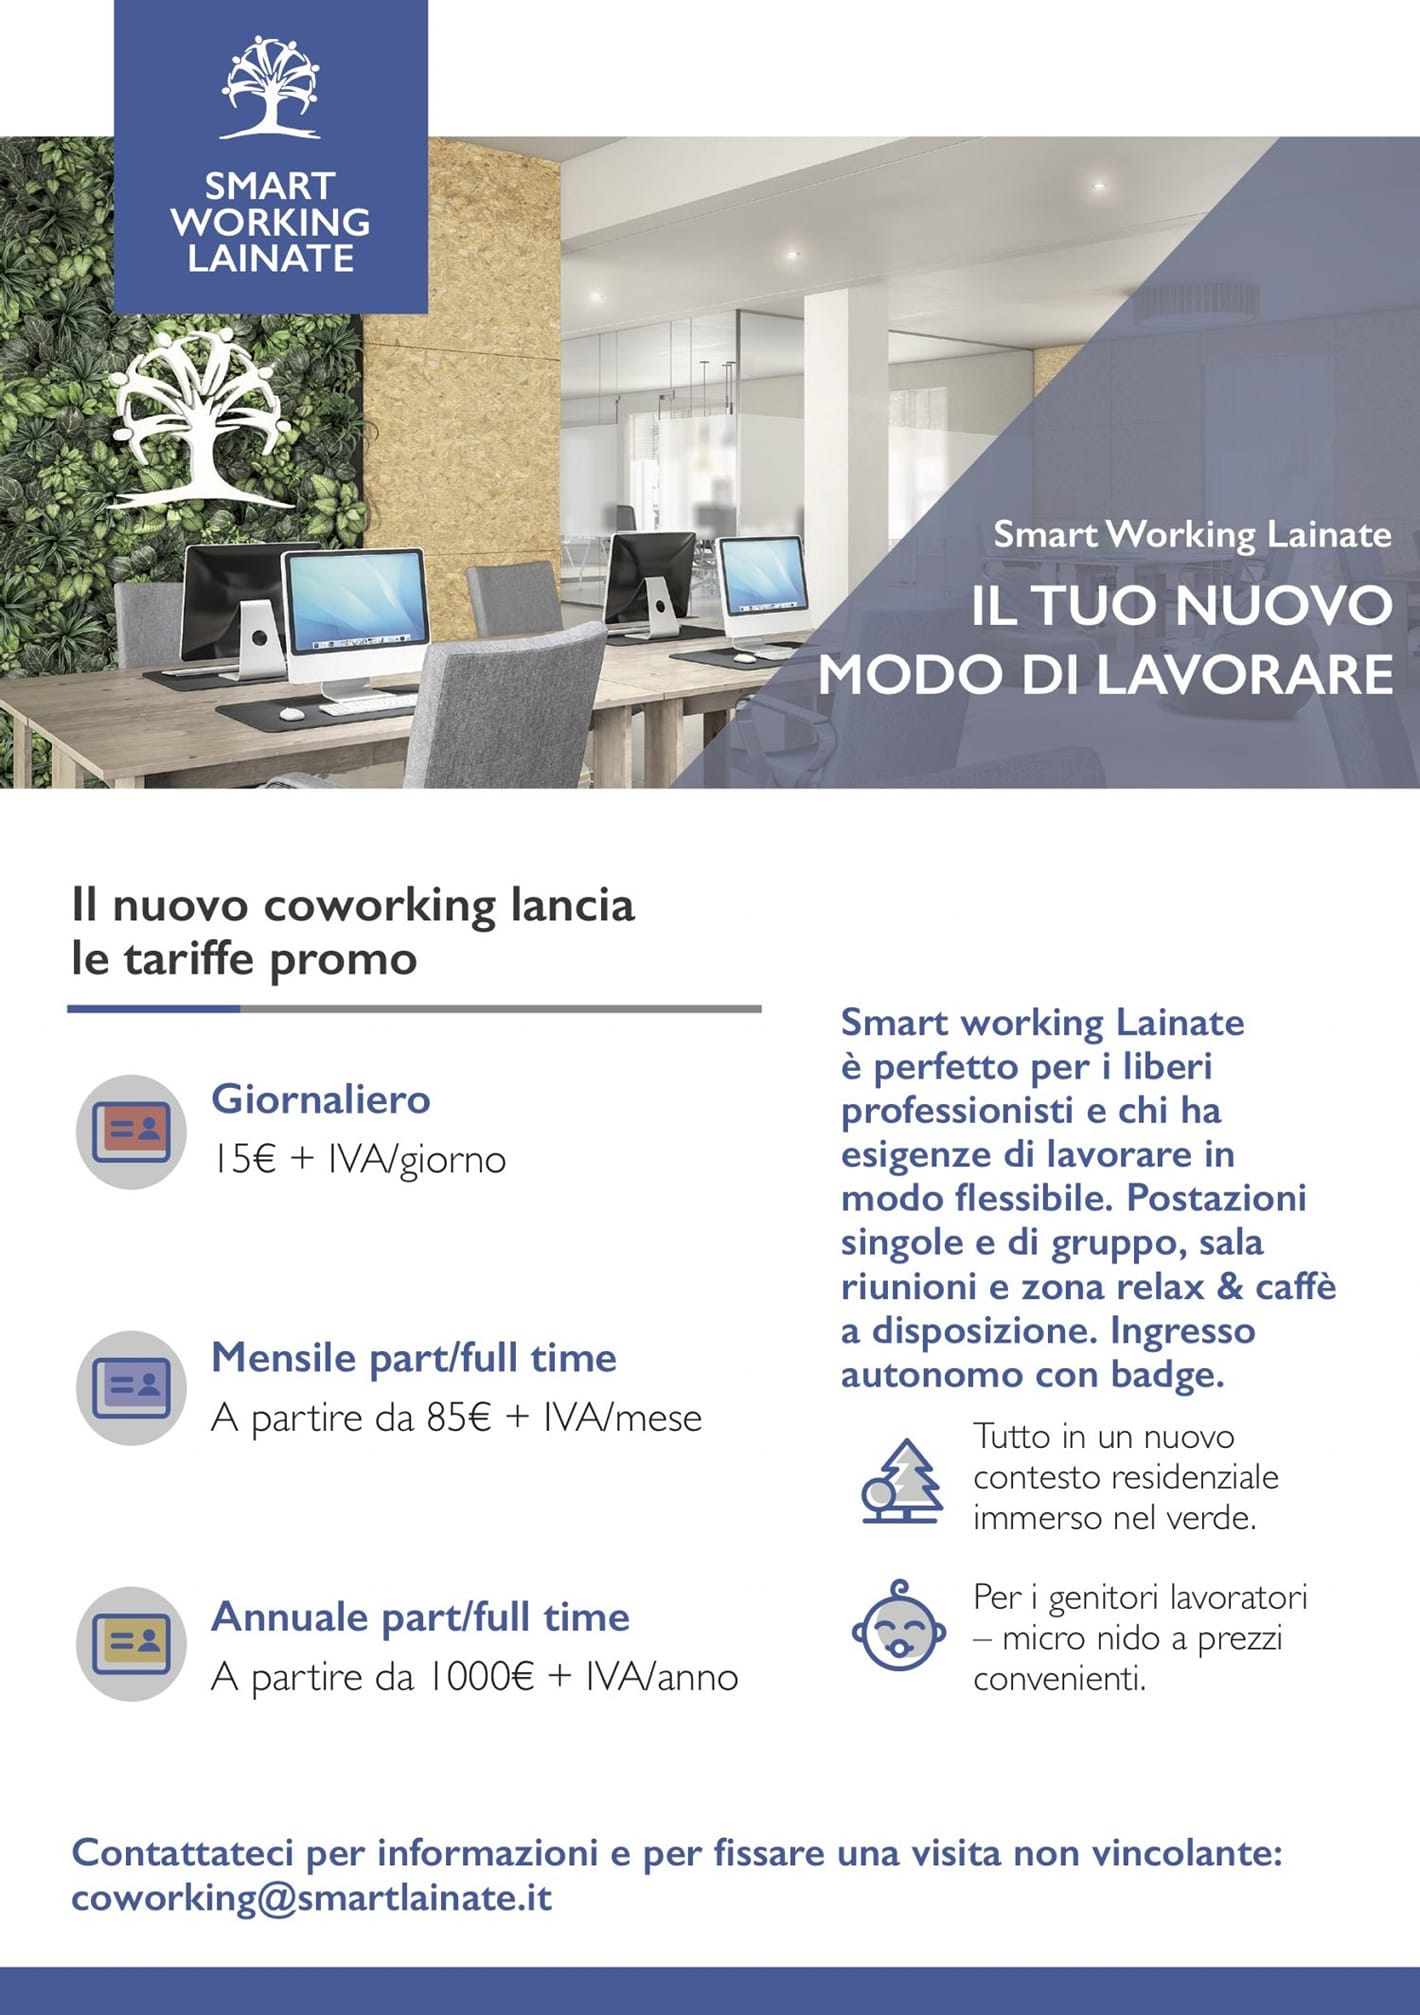 SMART
WORKING
LAINATE
Smart Working Lainate
IL TUO NUOVO
MODO DI LAVORARE
Il nuovo coworking lancia
le tariffe promo
Giornaliero
15€ + IVA/giorno
Mensile part/full time
A partire da 85€ + IVA/mese
Annuale part/full time
A partire da 1000€ + IVA/anno
Smart working Lainate
è perfetto per i liberi
professionisti e chi ha
esigenze di lavorare in
modo flessibile. Postazioni
singole e di gruppo, sala
riunioni e zona relax & caffè
a disposizione. Ingresso
autonomo con badge.
Tutto in un nuovo
contesto residenziale
immerso nel verde.
Per i genitori lavoratori
– micro nido a prezzi
convenienti.
Contattateci per informazioni e per fissare una visita non vincolante:
coworking@smartlainate.it